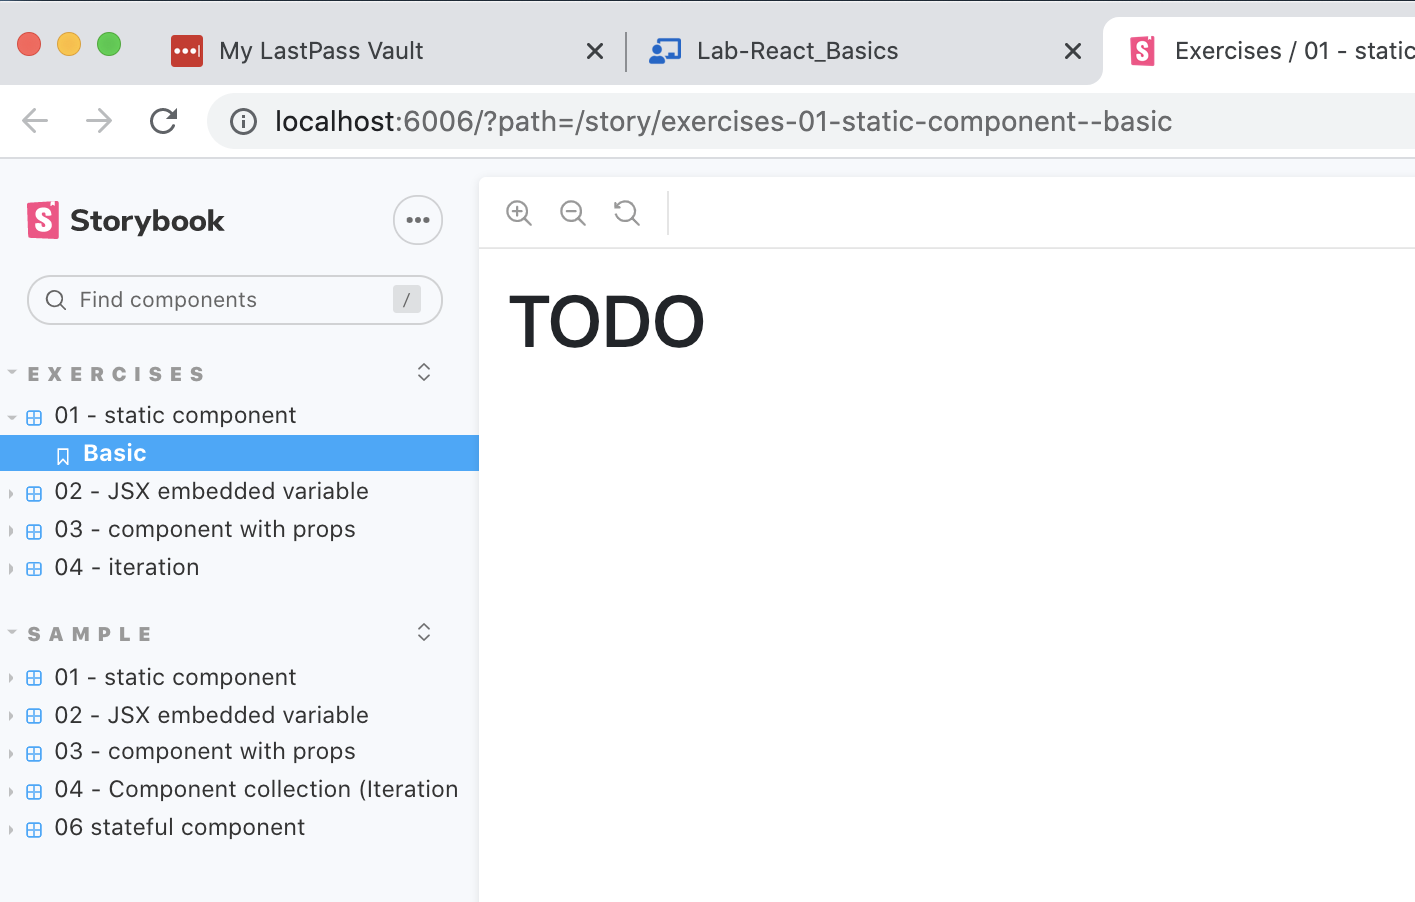 My LastPass Vault
Lab-React_Basics
Exercises / 01 - static
localhost:6006/?path=/story/exercises-01-static-component--basic
Storybook
Find components /
TODO
EXERCISES
01 - static component
Basic
02 - JSX embedded variable
03 - component with props
04 - iteration
SAMPLE
01 - static component
02 - JSX embedded variable
03 - component with props
04 - Component collection (Iteration
06 stateful component